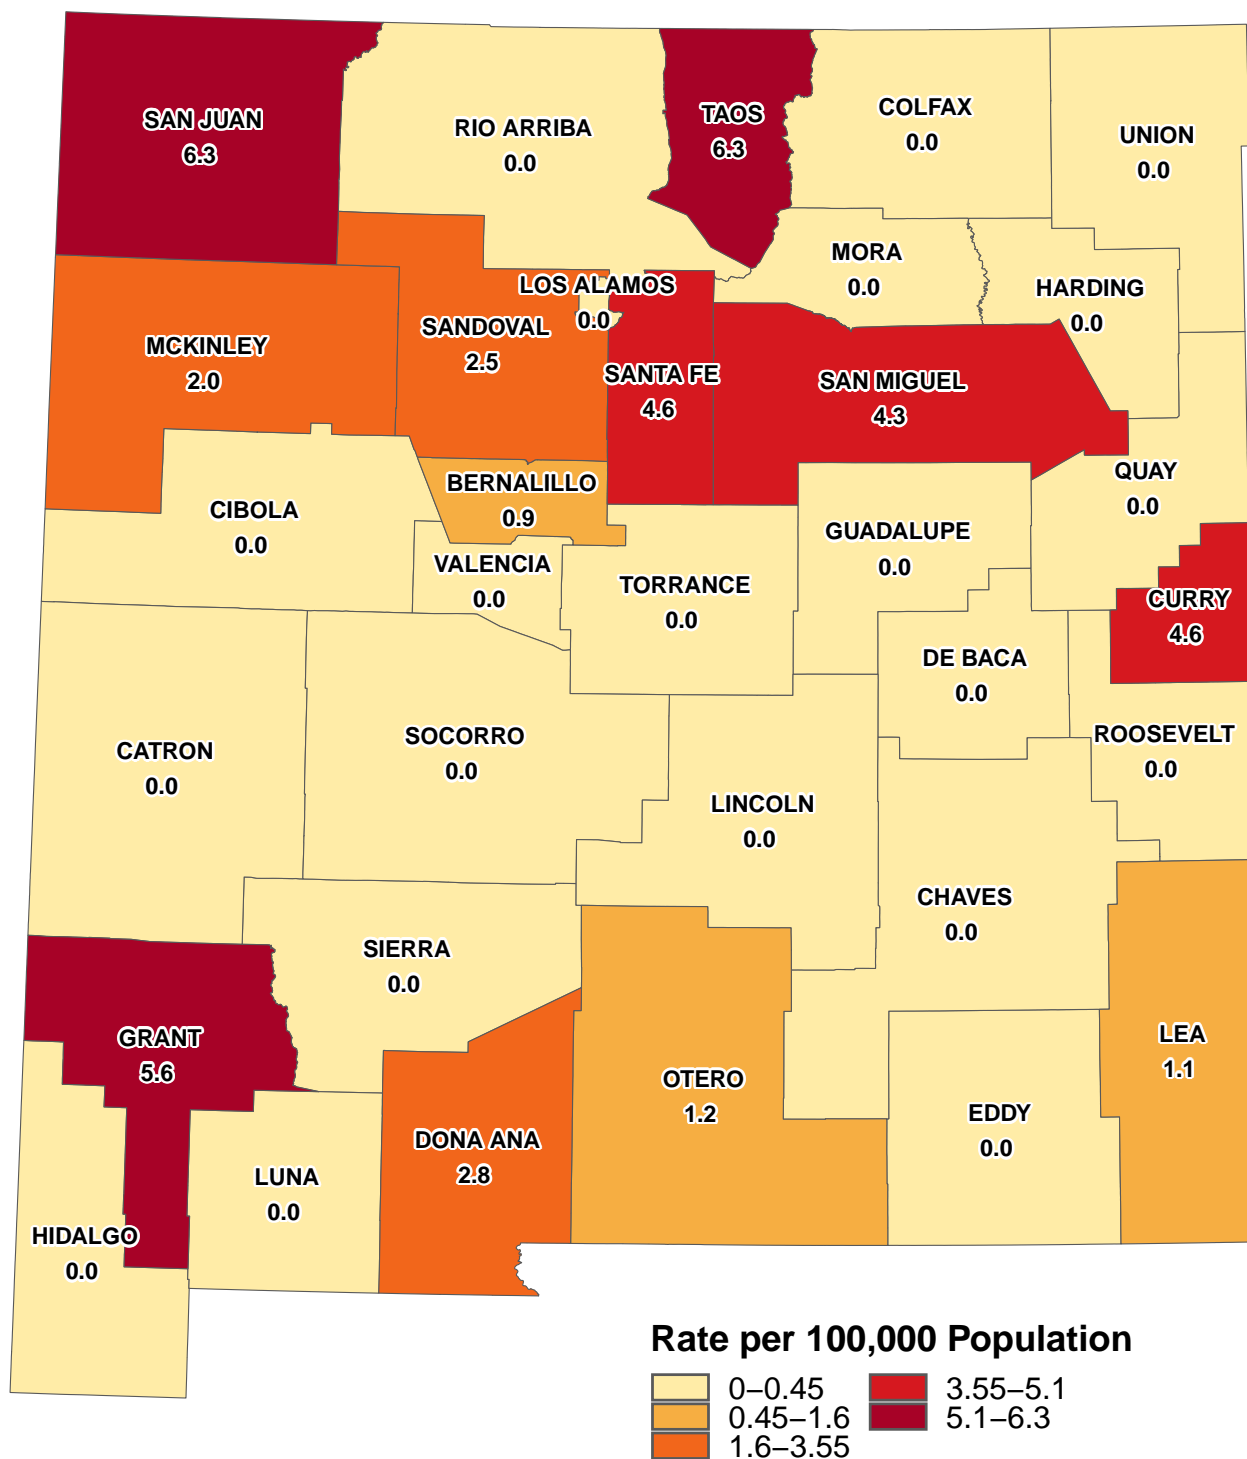 SAN JUAN
6.3
RIO ARRIBA
0.0
TAOS
6.3
COLFAX
0.0
UNION
0.0
MORA
0.0
HARDING
0.0
LOS ALAMOS
0.0
SANDOVAL
2.5
MCKINLEY
2.0
SANTA FE
4.6
SAN MIGUEL
4.3
QUAY
0.0
BERNALILLO
0.9
CIBOLA
0.0
GUADALUPE
0.0
VALENCIA
0.0
TORRANCE
0.0
CURRY
4.6
DE BACA
0.0
ROOSEVELT
0.0
CATRON
0.0
SOCORRO
0.0
LINCOLN
0.0
CHAVES
0.0
SIERRA
0.0
GRANT
5.6
LEA
1.1
OTERO
1.2
EDDY
0.0
DONA ANA
2.8
LUNA
0.0
HIDALGO
0.0
Rate per 100,000 Population
0–0.45
0.45–1.6
1.6–3.55
3.55–5.1
5.1–6.3